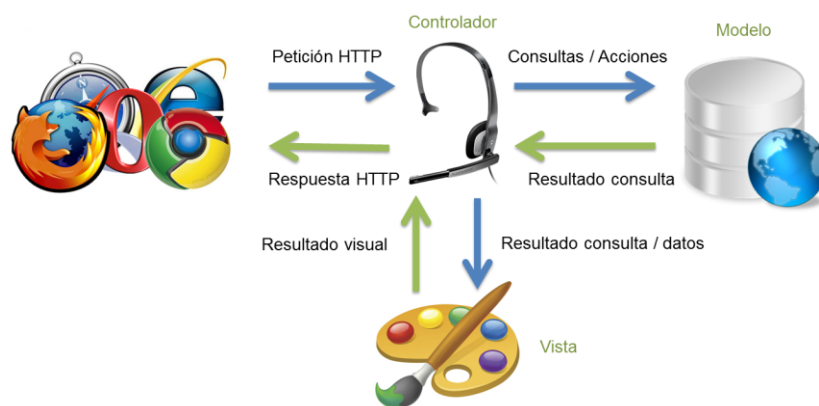 Controlador
Modelo
Petición HTTP
Consultas / Acciones
Respuesta HTTP
Resultado consulta
Resultado visual
Resultado consulta / datos
Vista